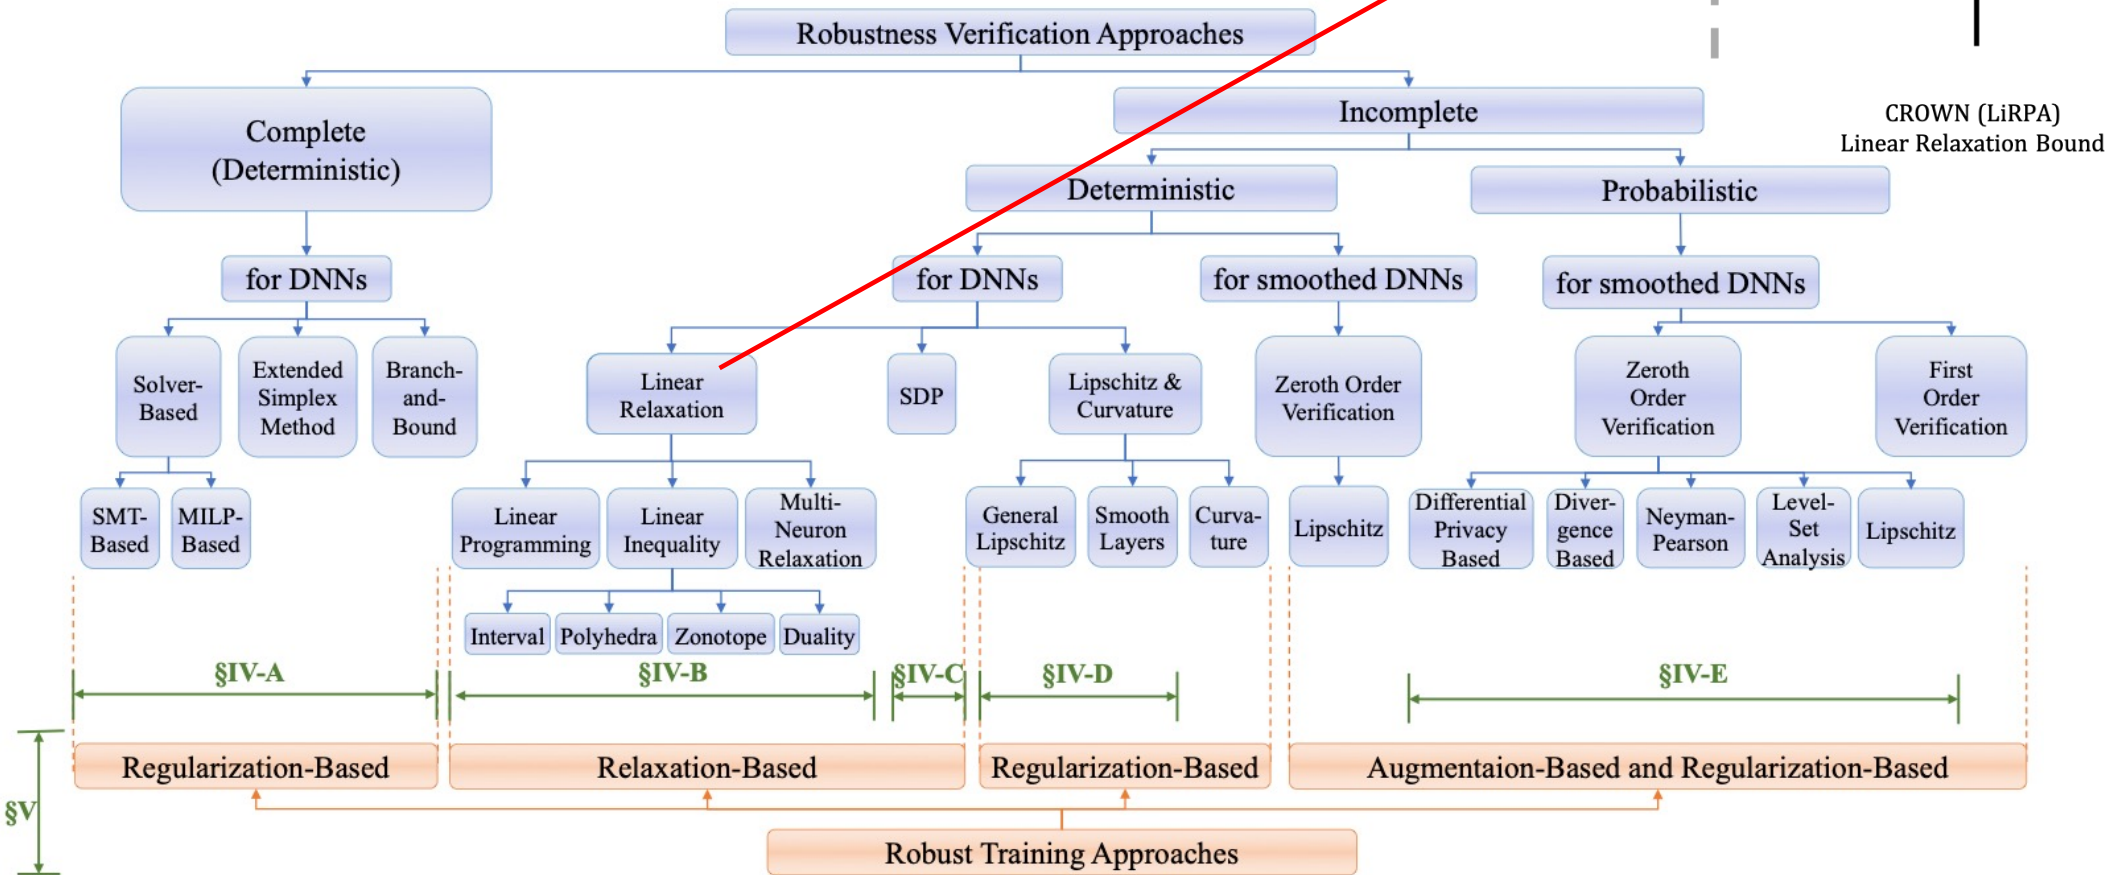 Robustness Verification Approaches
Complete
(Deterministic)
Incomplete
CROWN (LiRPA)
Linear Relaxation Bound
Deterministic
Probabilistic
for DNNs
for DNNs
for smoothed DNNs
for smoothed DNNs
Solver-
Based
Extended
Simplex
Method
Branch-
and-
Bound
Linear
Relaxation
SDP
Lipschitz &
Curvature
Zeroth Order
Verification
Zeroth
Order
Verification
First
Order
Verification
SMT-
Based
MILP-
Based
Linear
Programming
Linear
Inequality
Multi-
Neuron
Relaxation
General
Lipschitz
Smooth
Layers
Curva-
ture
Lipschitz
Differential
Privacy
Based
Diver-
gence
Based
Neyman-
Pearson
Level-
Set
Analysis
Lipschitz
Interval
Polyhedra
Zonotope
Duality
§IV-A
§IV-B
§IV-C
§IV-D
§IV-E
Regularization-Based
Relaxation-Based
Regularization-Based
Augmentaion-Based and Regularization-Based
§V
Robust Training Approaches